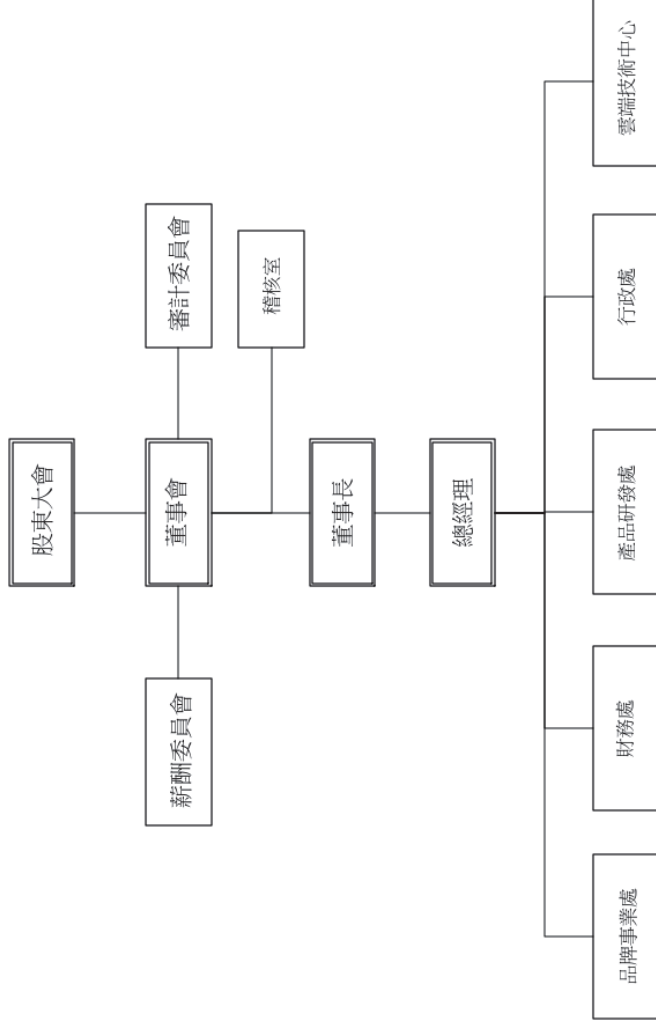 股東大會
董事會
薪酬委員會
審計委員會
稽核室
董事長
總經理
品牌事業處
財務處
產品研發處
行政處
雲端技術中心